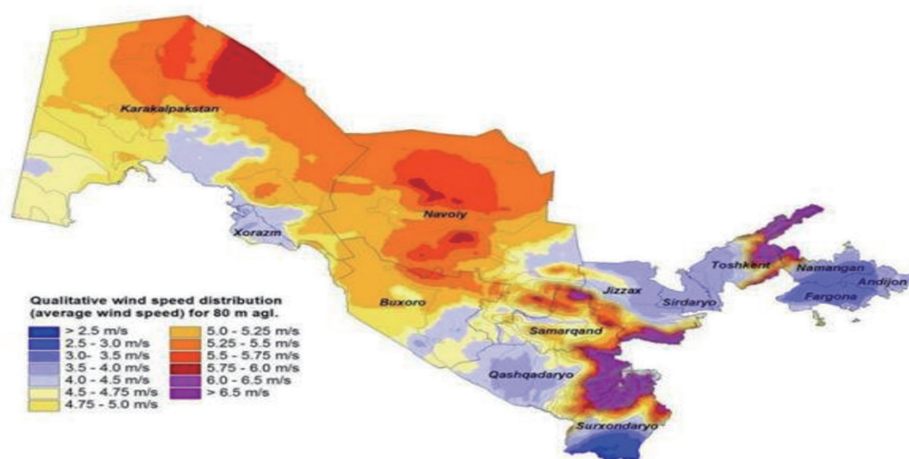 Karakalpakstan
Navoiy
Xorazm
Toshkent
Namangan
Andijon
Buxoro
Jizzax
Fargona
Sirdaryo
Samarqand
Qashqadaryo
Surxondaryo
Qualitative wind speed distribution
(average wind speed) for 80 m agl.
> 2.5 m/s
2.5 - 3.0 m/s
3.0- 3.5 m/s
3.5 - 4.0 m/s
4.0 - 4.5 m/s
4.5 - 4.75 m/s
4.75 - 5.0 m/s
5.0 - 5.25 m/s
5.25 - 5.5 m/s
5.5 - 5.75 m/s
5.75 - 6.0 m/s
6.0 - 6.5 m/s
> 6.5 m/s